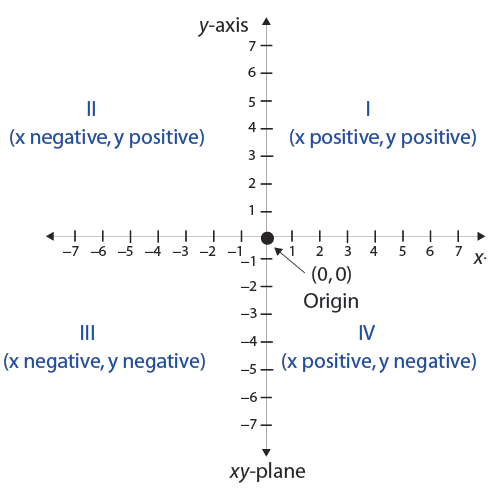 y-axis
7
6
II
I
5
4
(x negative, y positive)
(x positive, y positive)
3
2
1
-7 -6 -5 -4 -3 -2 -1
1 2 3 4 5 6 7
x-
-1
(0,0)
-2
Origin
-3
III
IV
-4
(x negative, y negative)
(x positive, y negative)
-5
-6
-7
xy-plane